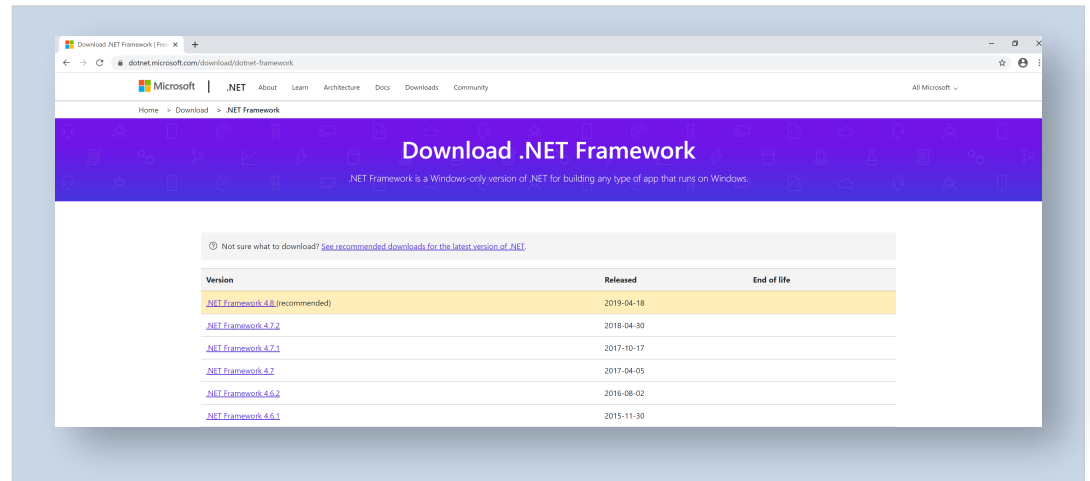 Download .NET Framework | Fre
dotnet.microsoft.com/download/dotnet-framework
Microsoft .NET About Learn Architecture Docs Downloads Community All Microsoft
Home > Download > .NET Framework
Download .NET Framework
.NET Framework is a Windows-only version of .NET for building any type of app that runs on Windows.
Not sure what to download? See recommended downloads for the latest version of .NET.
Version Released End of life
.NET Framework 4.8 (recommended) 2019-04-18
.NET Framework 4.7.2 2018-04-30
.NET Framework 4.7.1 2017-10-17
.NET Framework 4.7 2017-04-05
.NET Framework 4.6.2 2016-08-02
.NET Framework 4.6.1 2015-11-30